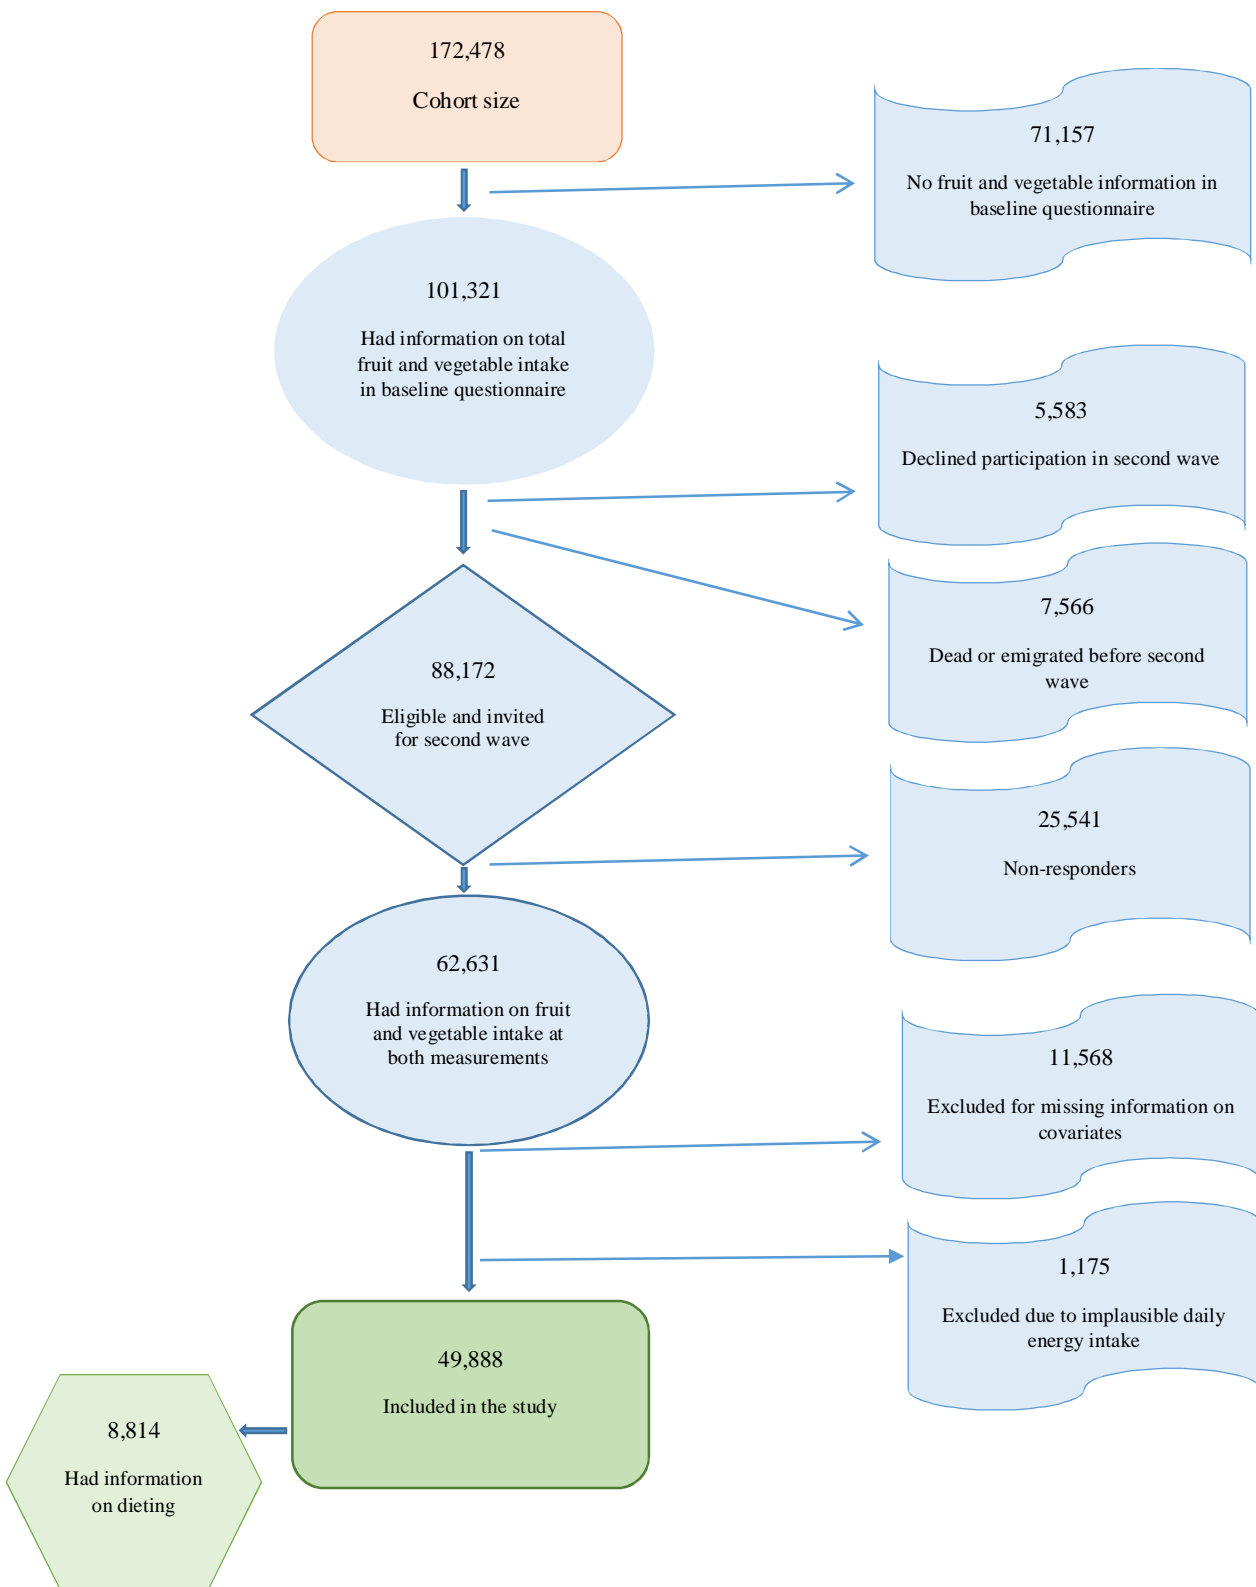 172,478
Cohort size
71,157
No fruit and vegetable information in
baseline questionnaire
101,321
Had information on total
fruit and vegetable intake
in baseline questionnaire
5,583
Declined participation in second wave
7,566
Dead or emigrated before second
wave
88,172
Eligible and invited
for second wave
25,541
Non-responders
62,631
Had information on fruit
and vegetable intake at
both measurements
11,568
Excluded for missing information on
covariates
1,175
Excluded due to implausible daily
energy intake
49,888
Included in the study
8,814
Had information
on dieting